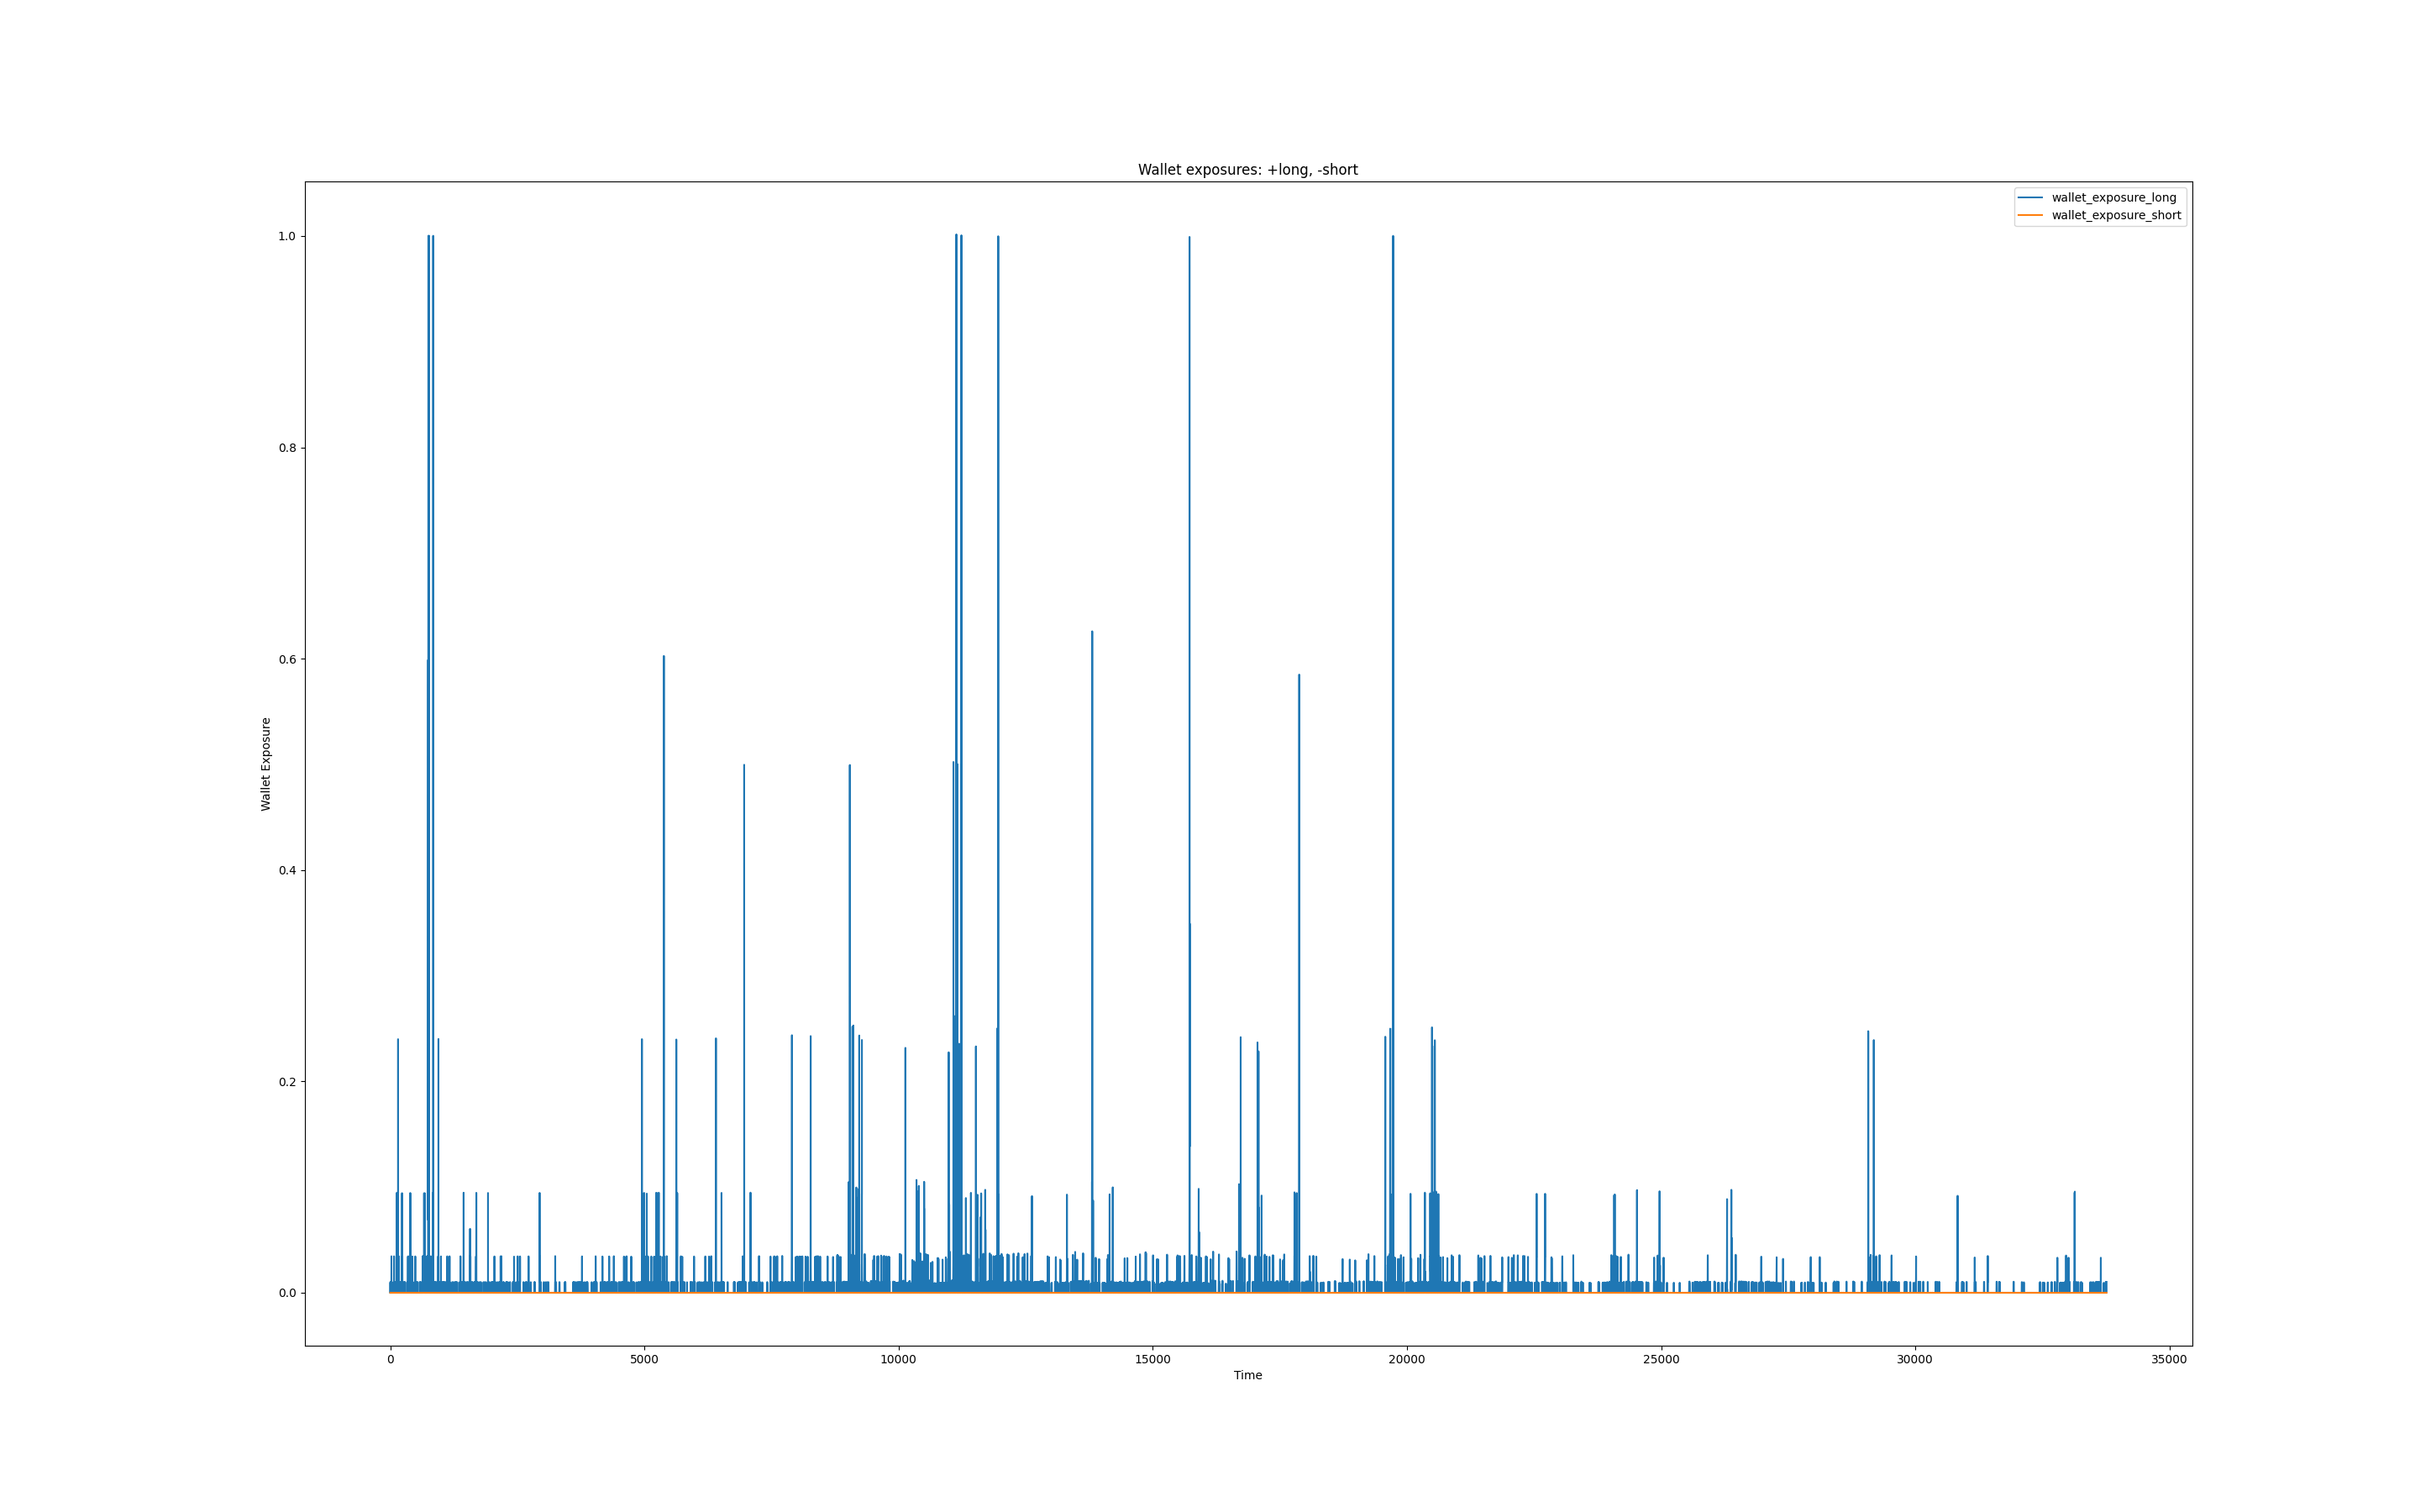 Wallet exposures: +long, -short
wallet_exposure_long
wallet_exposure_short
1.0
0.8
0.6
0.4
0.2
0.0
Wallet Exposure
0 5000 10000 15000 20000 25000 30000 35000
Time